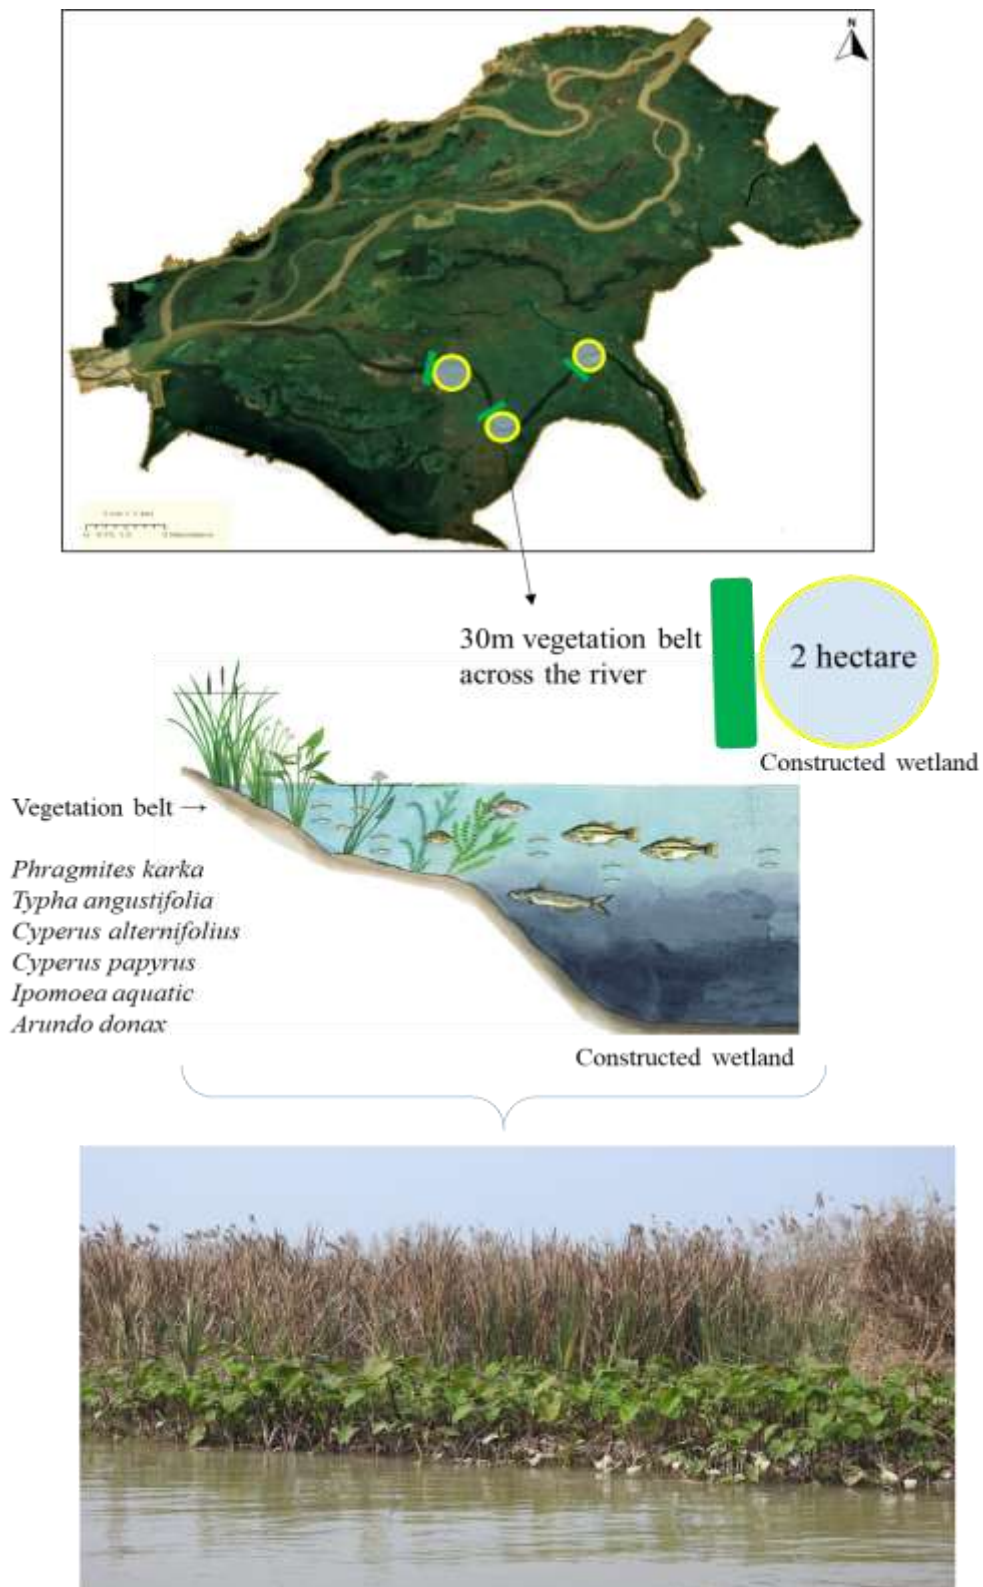 N
30m vegetation belt
across the river
2 hectare
Constructed wetland
Vegetation belt →
Phragmites karka
Typha angustifolia
Cyperus alternifolius
Cyperus papyrus
Ipomoea aquatic
Arundo donax
Constructed wetland